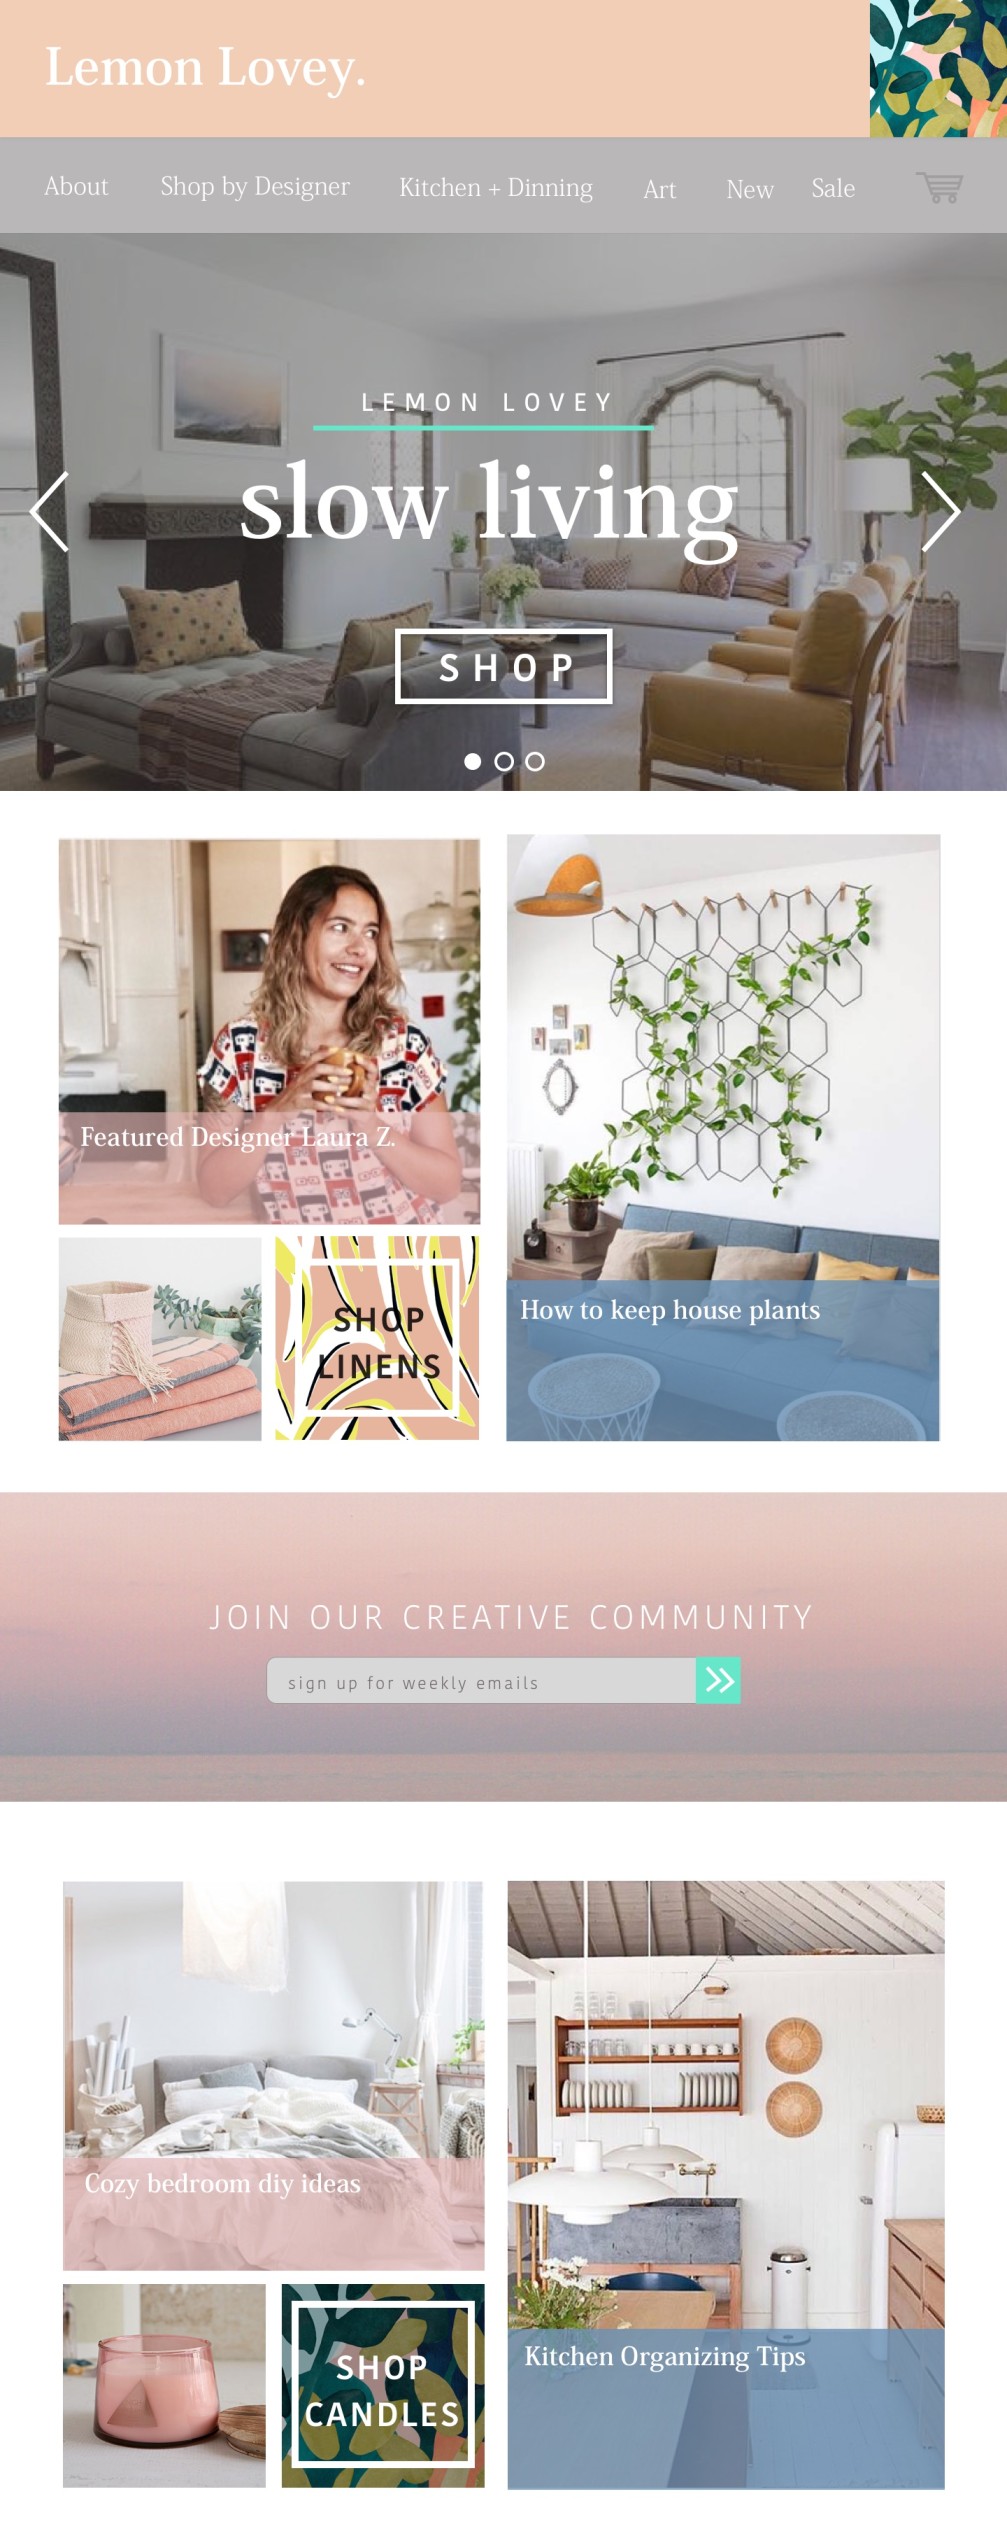 Lemon Lovey.
About Shop by Designer Kitchen + Dinning Art New Sale
LEMON LOVEY
slow living
SHOP
Featured Designer Laura Z.
SHOP
LINENS
How to keep house plants
JOIN OUR CREATIVE COMMUNITY
sign up for weekly emails
Cozy bedroom diy ideas
SHOP
CANDLES
Kitchen Organizing Tips